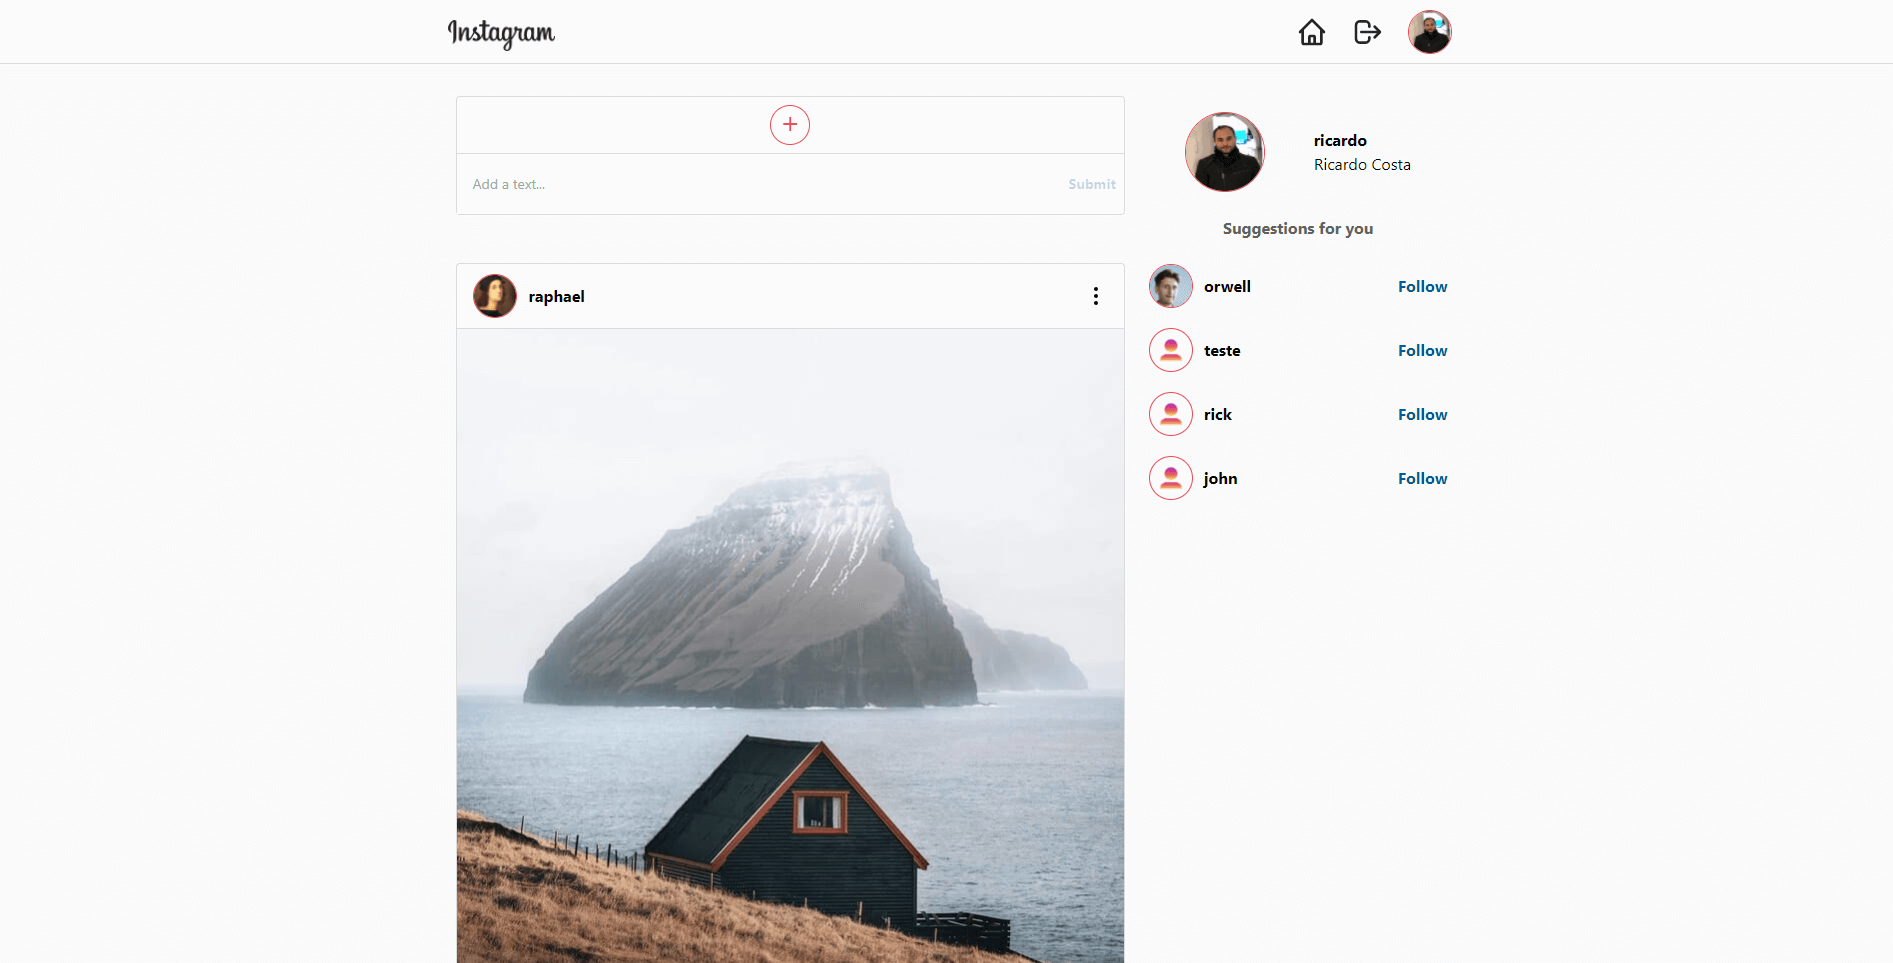 Instagram
Add a text...
Submit
raphael
ricardo
Ricardo Costa
Suggestions for you
orwell
Follow
teste
Follow
rick
Follow
john
Follow